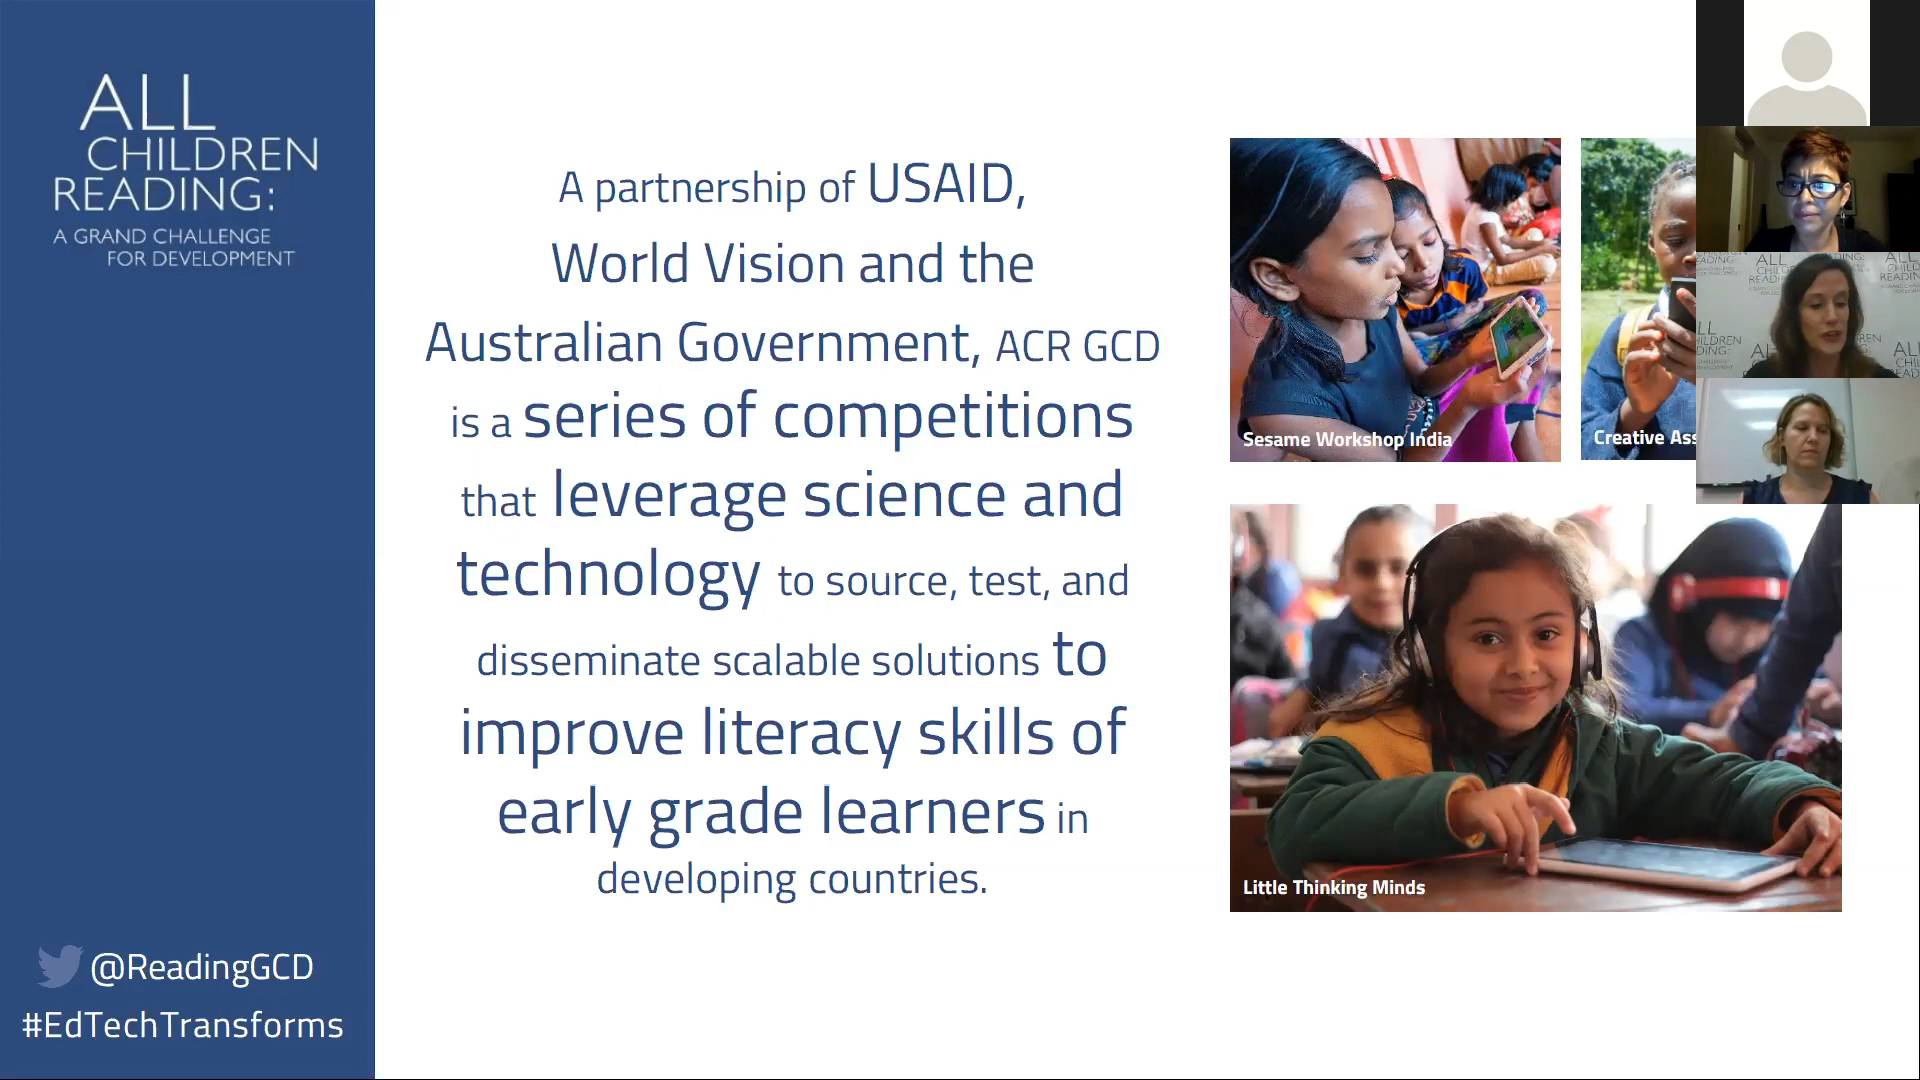 ALL
CHILDREN
READING:
A GRAND CHALLENGE
FOR DEVELOPMENT
A partnership of USAID,
World Vision and the
Australian Government, ACR GCD
is a series of competitions
that leverage science and
technology to source, test, and
disseminate scalable solutions to
improve literacy skills of
early grade learners in
developing countries.
Sesame Workshop India
Creative Ass
Little Thinking Minds
@ReadingGCD
#EdTechTransforms